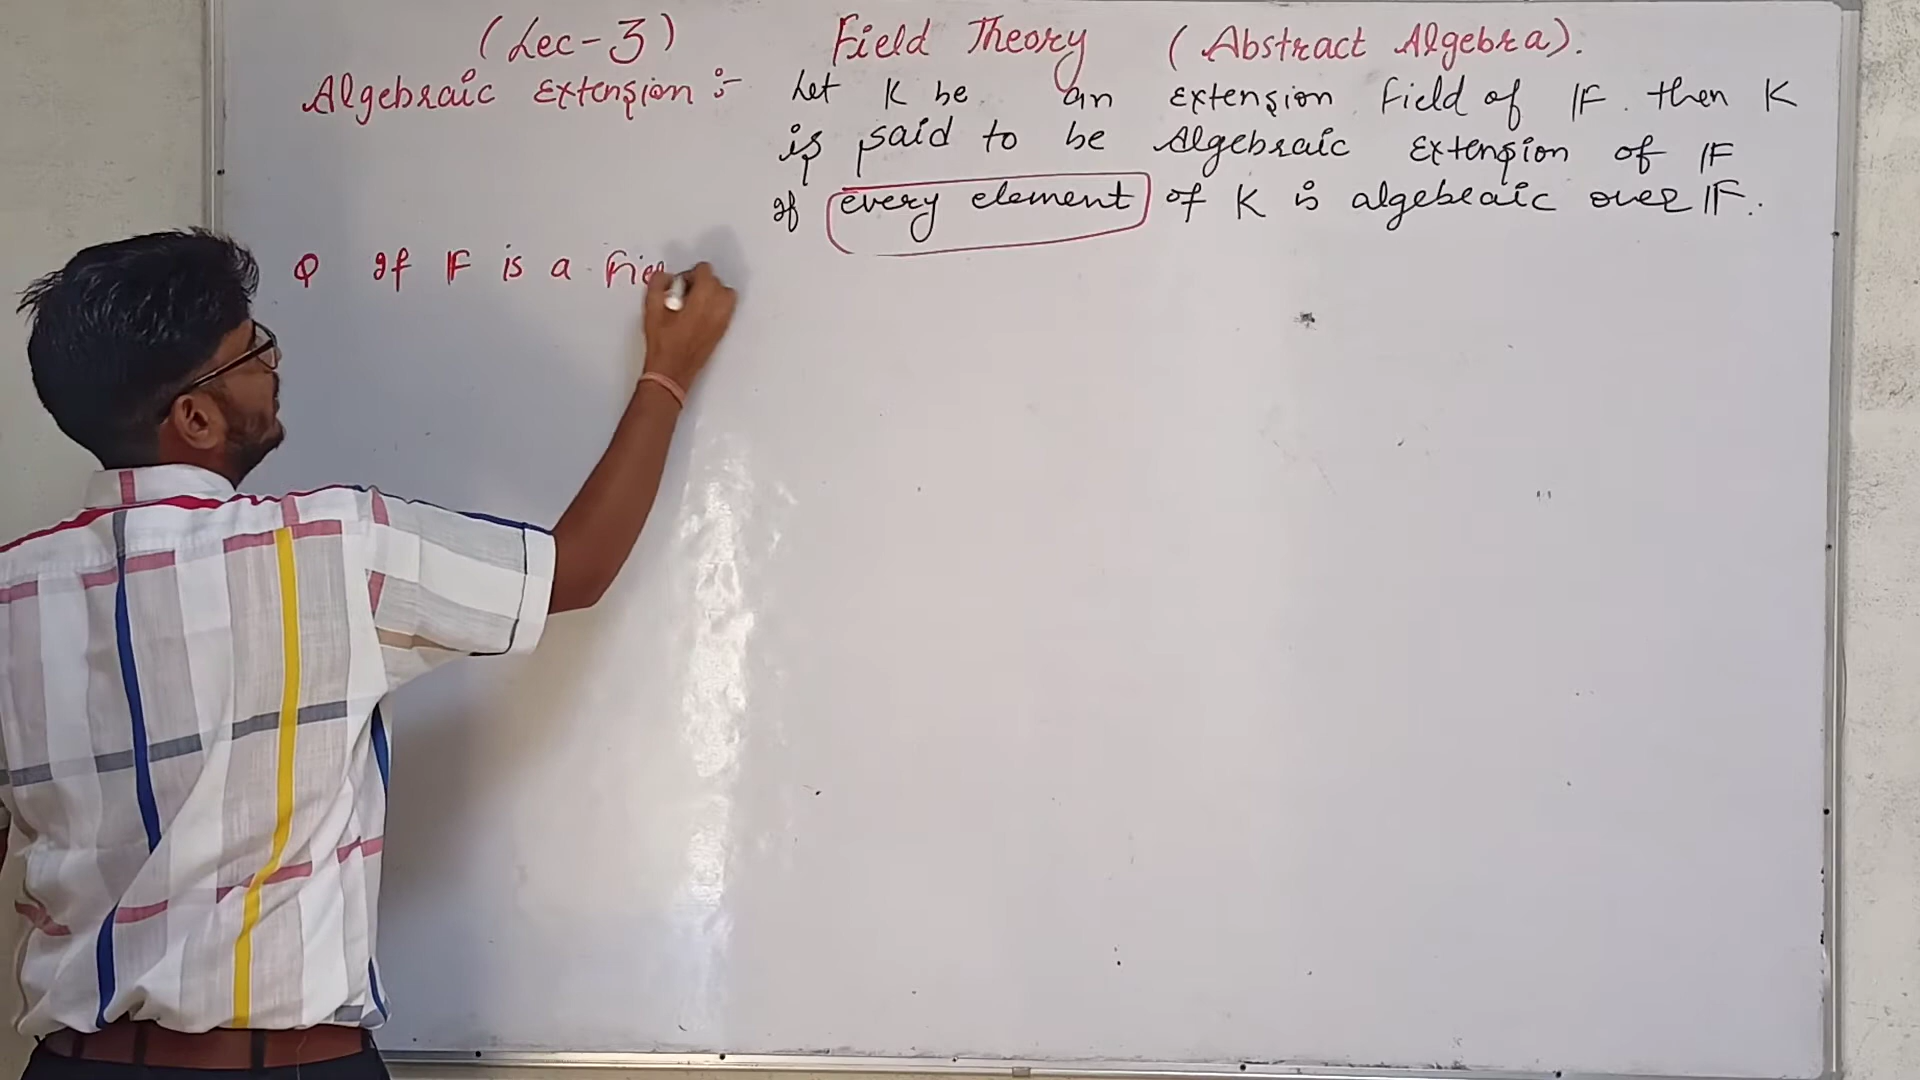 (Lec-3) Field Theory (Abstract Algebra).
Algebraic Extension :- Let K be an Extension Field of F. then K
is said to be Algebraic Extension of F
if every element of K is algebraic over F.
Q If F is a Fie